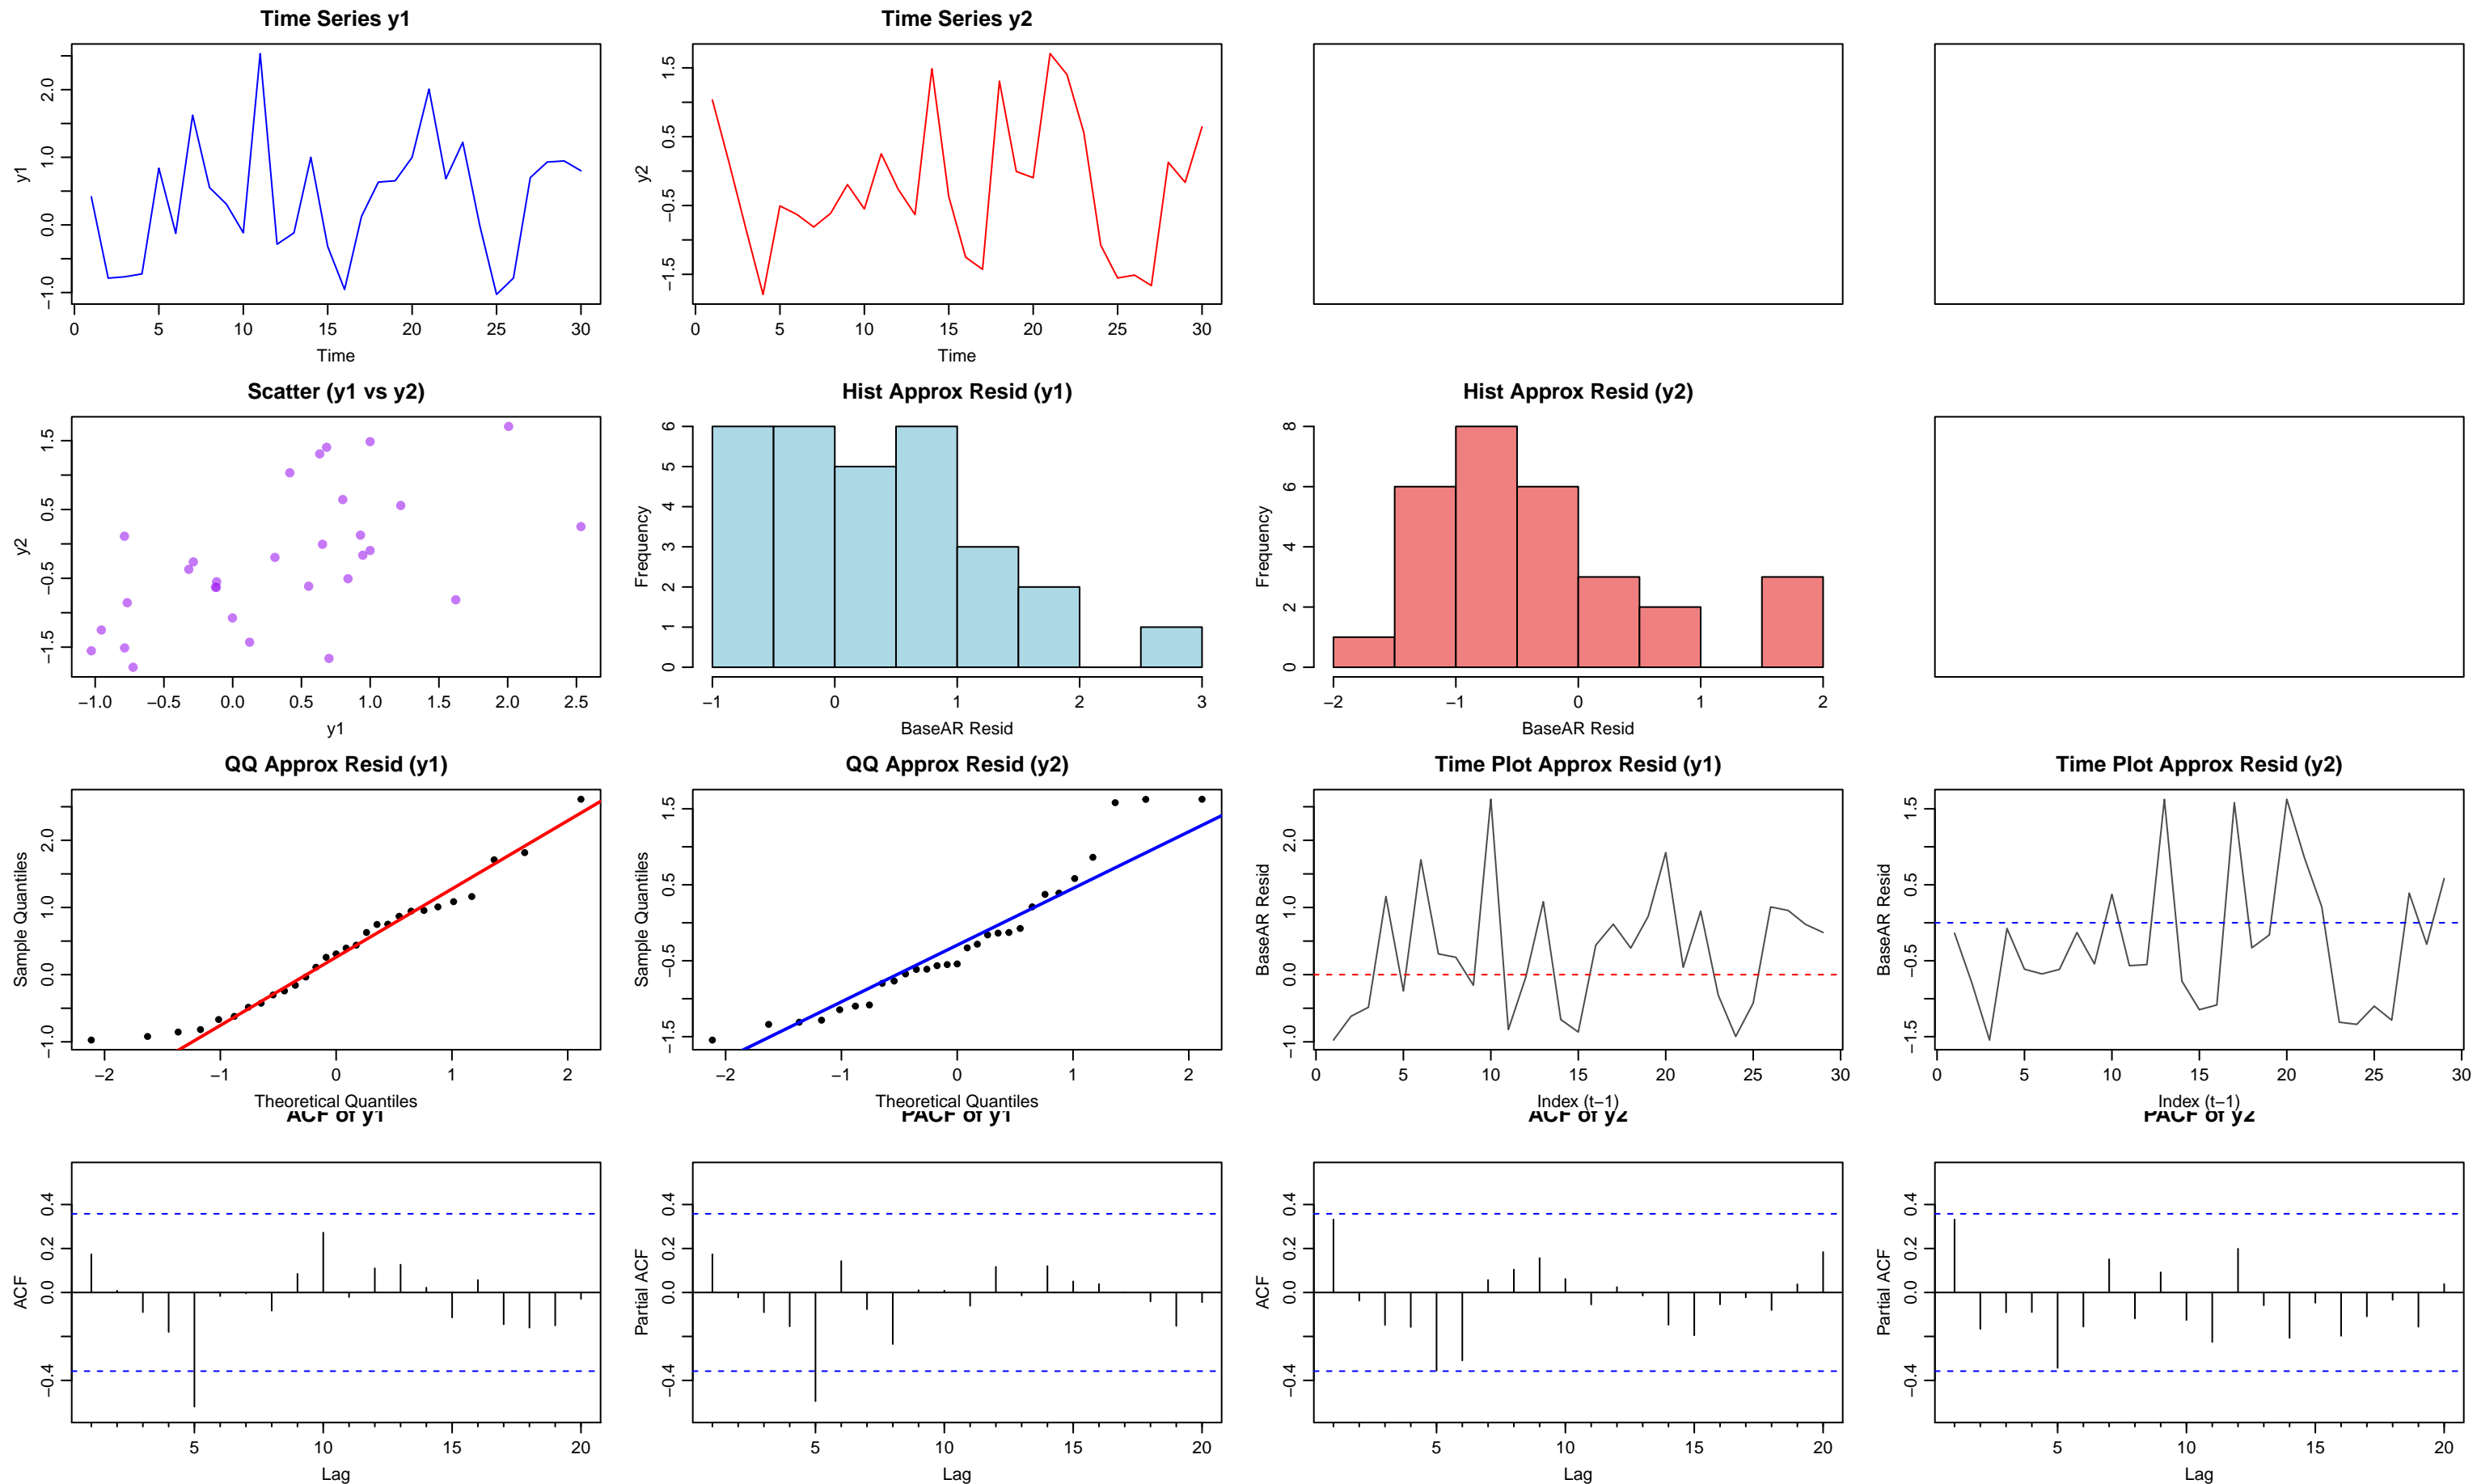 Time Series y1
y1
−1.0 0.0 1.0 2.0
0 5 10 15 20 25 30
Time
Time Series y2
y2
−1.5 −0.5 0.5 1.5
0 5 10 15 20 25 30
Time
Scatter (y1 vs y2)
y2
−1.5 −0.5 0.5 1.5
−1.0 −0.5 0.0 0.5 1.0 1.5 2.0 2.5
y1
Hist Approx Resid (y1)
Frequency
0 1 2 3 4 5 6
−1 0 1 2 3
BaseAR Resid
Hist Approx Resid (y2)
Frequency
0 2 4 6 8
−2 −1 0 1 2
BaseAR Resid
QQ Approx Resid (y1)
Sample Quantiles
−1.0 0.0 1.0 2.0
−2 −1 0 1 2
Theoretical Quantiles
QQ Approx Resid (y2)
Sample Quantiles
−1.5 −0.5 0.5 1.5
−2 −1 0 1 2
Theoretical Quantiles
Time Plot Approx Resid (y1)
BaseAR Resid
−1.0 0.0 1.0 2.0
0 5 10 15 20 25 30
Index (t−1)
Time Plot Approx Resid (y2)
BaseAR Resid
−1.5 −0.5 0.5 1.5
0 5 10 15 20 25 30
Index (t−1)
ACF of y1
ACF
−0.4 0.0 0.2 0.4
5 10 15 20
Lag
PACF of y1
Partial ACF
−0.4 0.0 0.2 0.4
5 10 15 20
Lag
ACF of y2
ACF
−0.4 0.0 0.2 0.4
5 10 15 20
Lag
PACF of y2
Partial ACF
−0.4 0.0 0.2 0.4
5 10 15 20
Lag